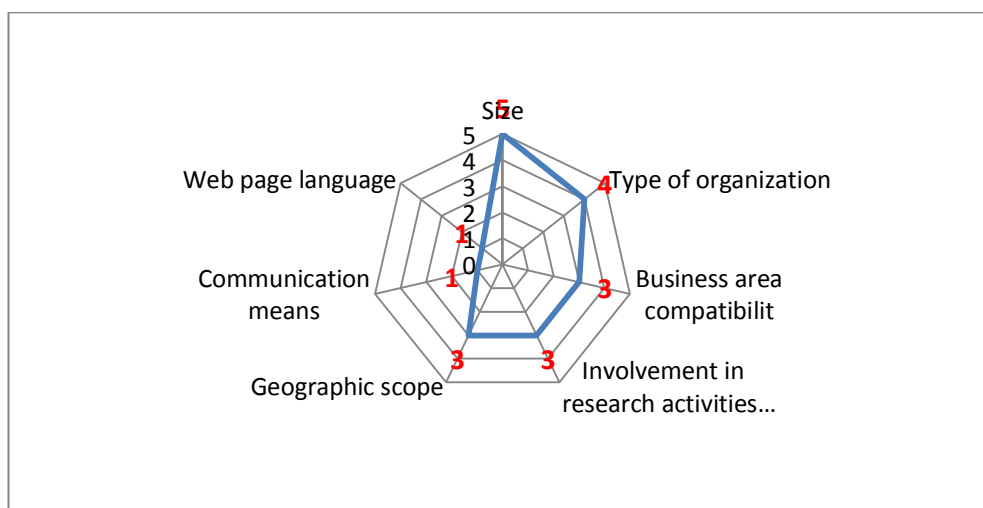 Size
5
5
4
3
2
1
0
Type of organization
4
Business area
compatibilit
3
Involvement in
research activities...
3
Geographic scope
3
Communication
means
1
Web page language
1